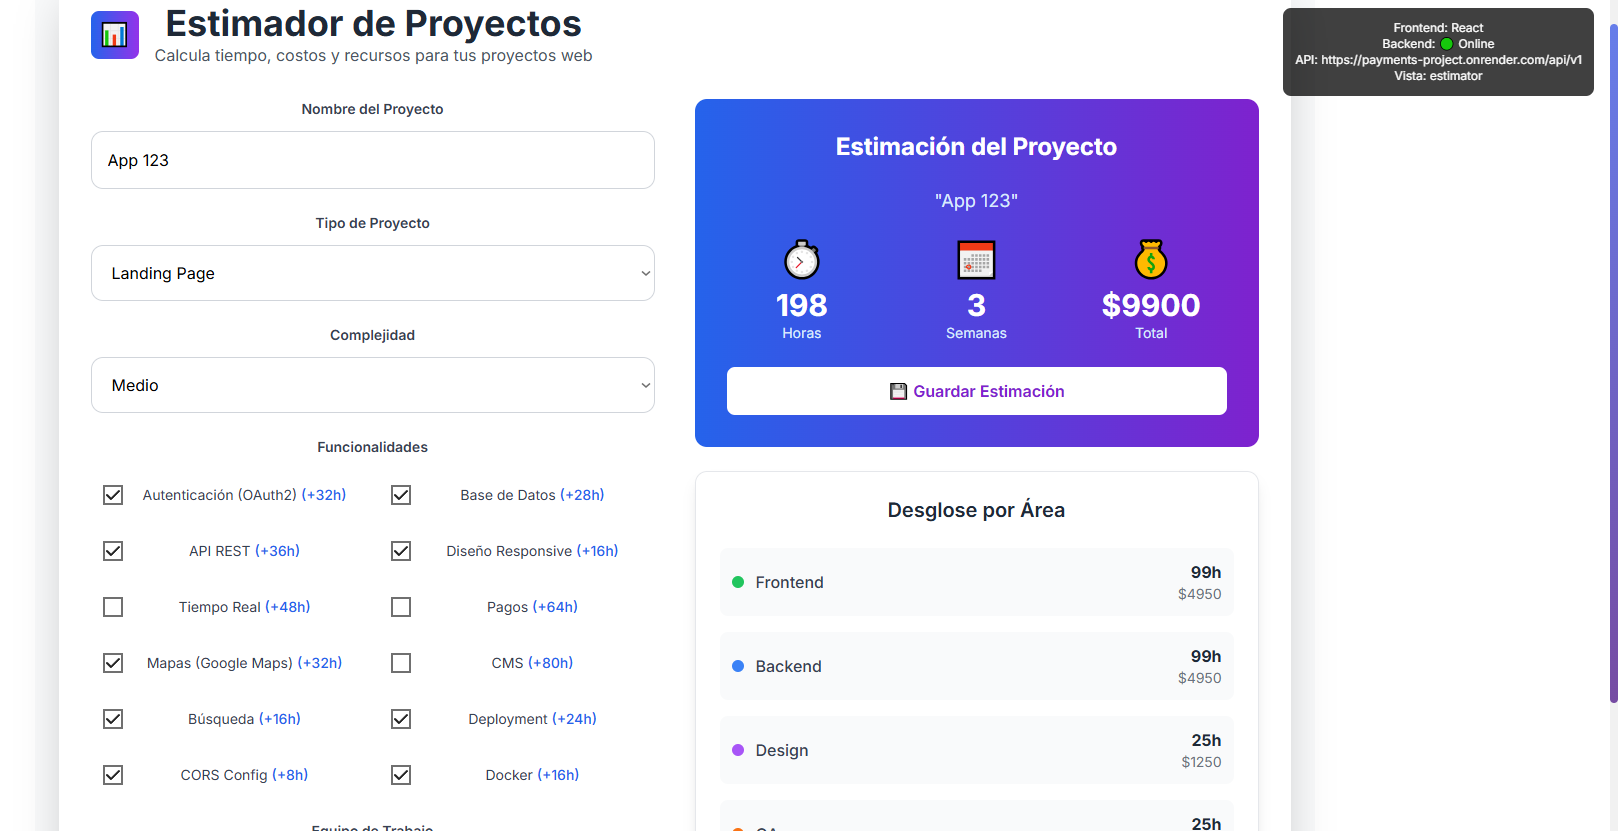 Estimador de Proyectos
Calcula tiempo, costos y recursos para tus proyectos web
Frontend: React
Backend: Online
API: https://payments-project.onrender.com/api/v1
Vista: estimator
Nombre del Proyecto
App 123
Tipo de Proyecto
Landing Page
Complejidad
Medio
Funcionalidades
Autenticación (OAuth2) (+32h)
Base de Datos (+28h)
API REST (+36h)
Diseño Responsive (+16h)
Tiempo Real (+48h)
Pagos (+64h)
Mapas (Google Maps) (+32h)
CMS (+80h)
Búsqueda (+16h)
Deployment (+24h)
CORS Config (+8h)
Docker (+16h)
Equipo de Trabajo
Estimación del Proyecto
"App 123"
198
Horas
3
Semanas
$9900
Total
Guardar Estimación
Desglose por Área
Frontend
99h
$4950
Backend
99h
$4950
Design
25h
$1250
QA
25h